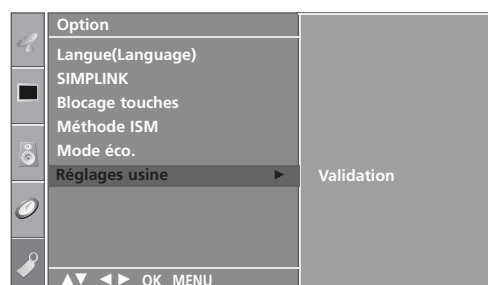 Option
Langue(Language)
SIMPLINK
Blocage touches
Méthode ISM
Mode éco.
Réglages usine ► Validation
▲▼ ◄► OK MENU